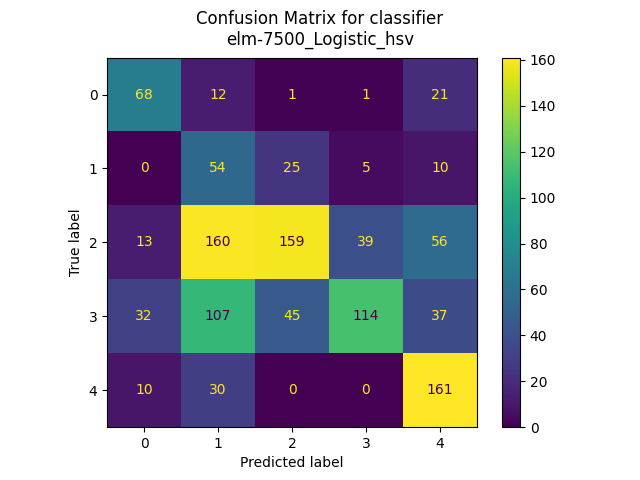 Confusion Matrix for classifier
elm-7500_Logistic_hsv
160
0 68 12 1 1 21
140
120
1 0 54 25 5 10
100
True label
2 13 160 159 39 56
80
60
3 32 107 45 114 37
40
4 10 30 0 0 161
20
0
0 1 2 3 4
Predicted label